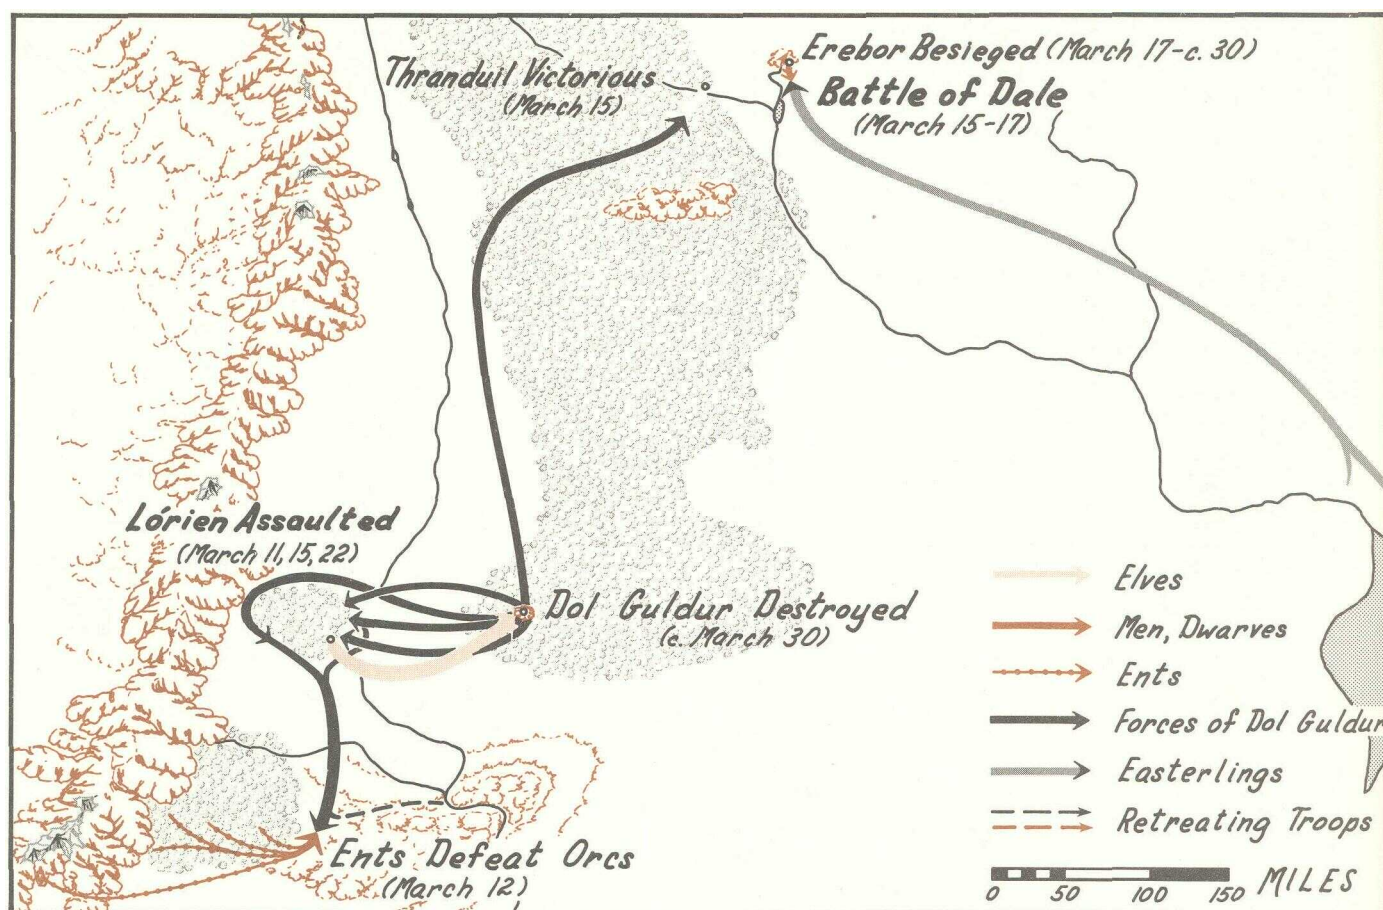 Erebor Besieged (March 17-c. 30)
Thranduil Victorious
(March 15)
Battle of Dale
(March 15-17)
Lórien Assaulted
(March 11, 15, 22)
Dol Guldur Destroyed
(c. March 30)
Elves
Men, Dwarves
Ents
Forces of Dol Guldur
Easterlings
Retreating Troops
Ents Defeat Orcs
(March 12)
0 50 100 150 MILES